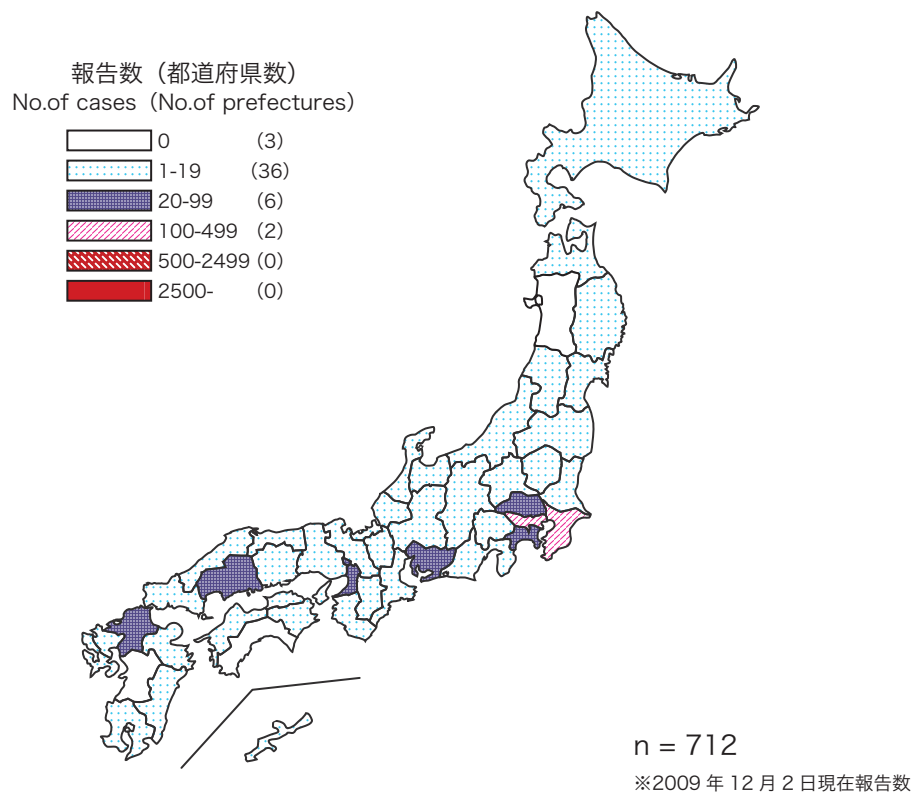 報告数（都道府県数）
No.of cases（No.of prefectures）
0 （3）
1-19 （36）
20-99 （6）
100-499 （2）
500-2499（0）
2500- （0）
n = 712
※2009 年 12 月 2 日現在報告数